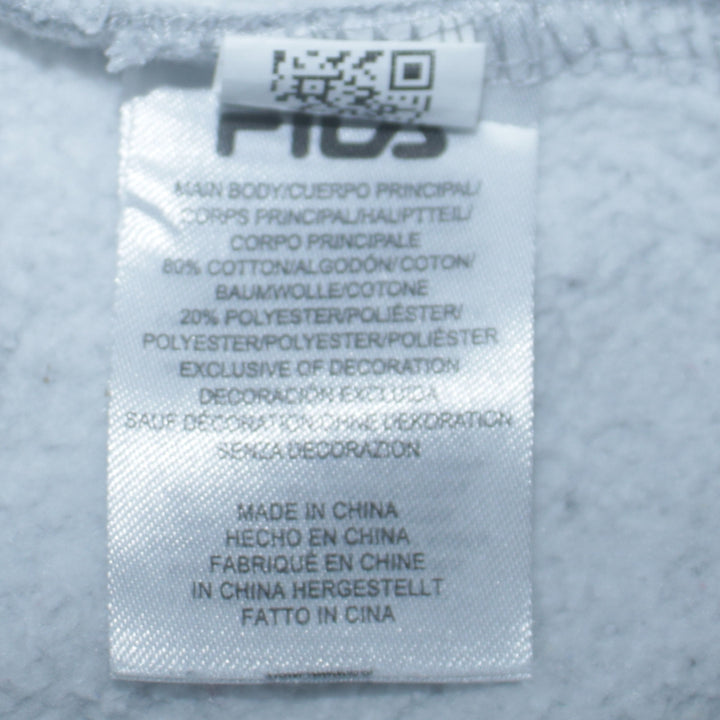 MAIN BODY/CUERPO PRINCIPAL/
CORPS PRINCIPAL/HAUPTTEIL/
CORPO PRINCIPALE
80% COTTON/ALGODÓN/COTON/
BAUMWOLLE/COTONE
20% POLYESTER/POLIÉSTER/
POLYESTER/POLYESTER/POLIÉSTER
EXCLUSIVE OF DECORATION
DECORACIÓN EXCLUIDA
SAUF DÉCORATION OHNE DEKORATION
SENZA DECORAZION
MADE IN CHINA
HECHO EN CHINA
FABRIQUÉ EN CHINE
IN CHINA HERGESTELLT
FATTO IN CINA